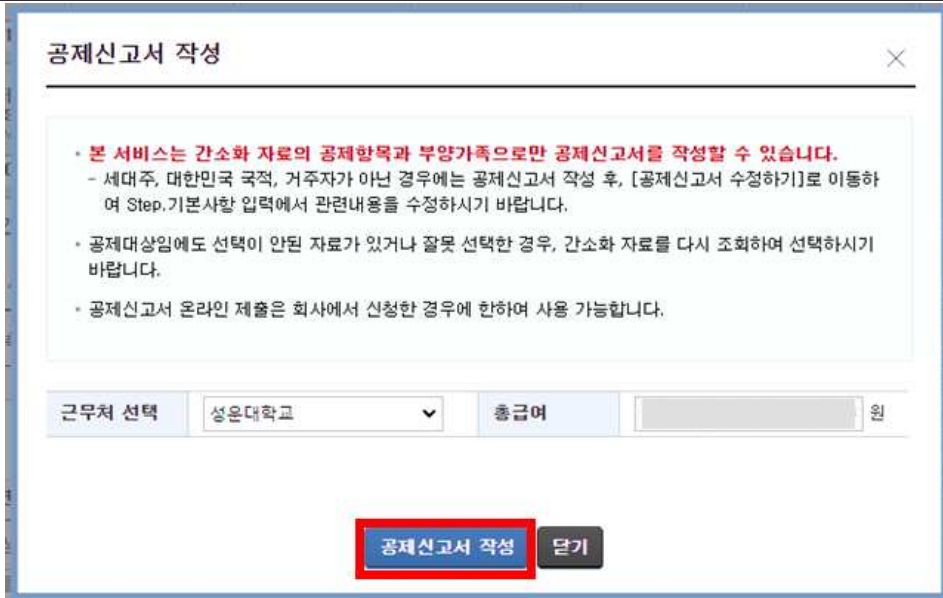 공제신고서 작성
• 본 서비스는 간소화 자료의 공제항목과 부양가족으로만 공제신고서를 작성할 수 있습니다.
- 세대주, 대한민국 국적, 거주자가 아닌 경우에는 공제신고서 작성 후, [공제신고서 수정하기]로 이동하
여 Step.기본사항 입력에서 관련내용을 수정하시기 바랍니다.
• 공제대상임에도 선택이 안된 자료가 있거나 잘못 선택한 경우, 간소화 자료를 다시 조회하여 선택하시기
바랍니다.
• 공제신고서 온라인 제출은 회사에서 신청한 경우에 한하여 사용 가능합니다.
근무처 선택 성운대학교 총급여 원
공제신고서 작성 닫기